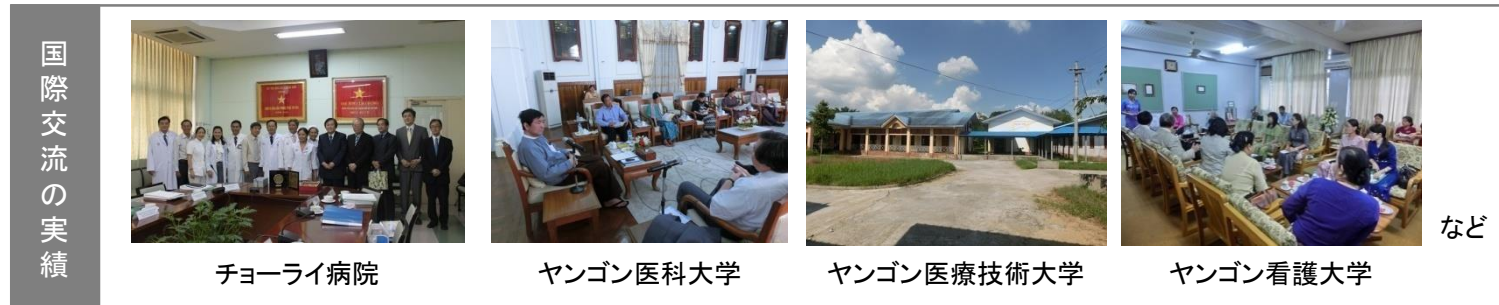 国際交流の実績
チョーライ病院
ヤンゴン医科大学
ヤンゴン医療技術大学
ヤンゴン看護大学
など